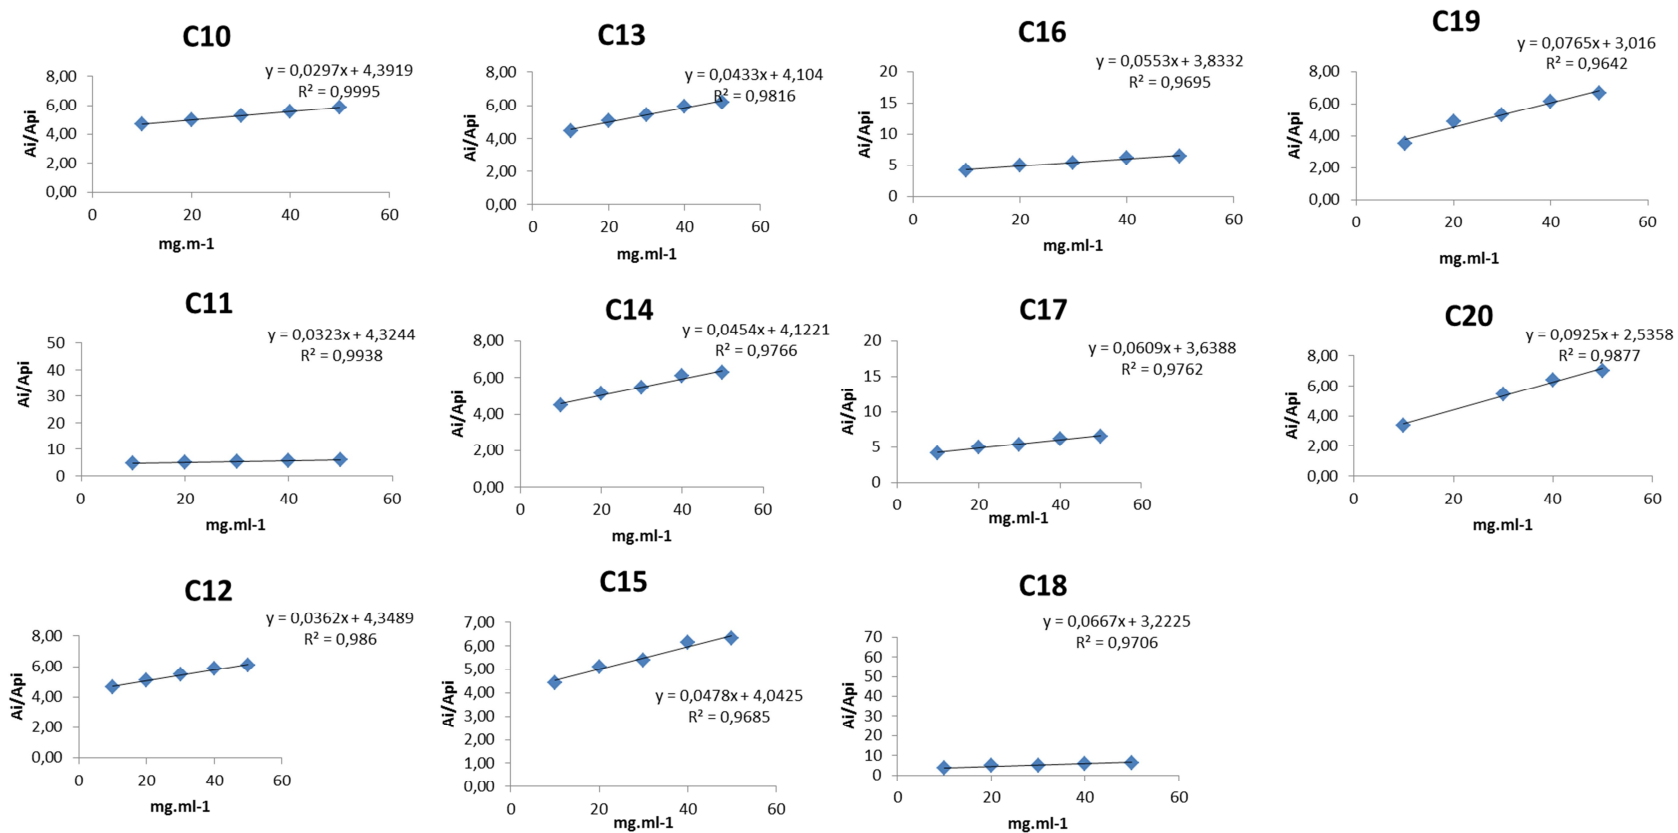 C10
y = 0,0297x + 4,3919
R² = 0,9995
8,00
6,00
4,00
2,00
0,00
0 20 40 60
Ai/Api
mg.m-1
C13
y = 0,0433x + 4,104
R² = 0,9816
8,00
6,00
4,00
2,00
0,00
0 20 40 60
Ai/Api
mg.ml-1
C16
y = 0,0553x + 3,8332
R² = 0,9695
20
15
10
5
0
0 20 40 60
Ai/Api
mg.ml-1
C19
y = 0,0765x + 3,016
R² = 0,9642
8,00
6,00
4,00
2,00
0,00
0 20 40 60
Ai/Api
mg.ml-1
C11
y = 0,0323x + 4,3244
R² = 0,9938
50
40
30
20
10
0
0 20 40 60
Ai/Api
mg.ml-1
C14
y = 0,0454x + 4,1221
R² = 0,9766
8,00
6,00
4,00
2,00
0,00
0 20 40 60
Ai/Api
mg.ml-1
C17
y = 0,0609x + 3,6388
R² = 0,9762
20
15
10
5
0
0 20 40 60
Ai/Api
mg.ml-1
C20
y = 0,0925x + 2,5358
R² = 0,9877
8,00
6,00
4,00
2,00
0,00
0 20 40 60
Ai/Api
mg.ml-1
C12
y = 0,0362x + 4,3489
R² = 0,986
8,00
6,00
4,00
2,00
0,00
0 20 40 60
Ai/Api
mg.ml-1
C15
y = 0,0478x + 4,0425
R² = 0,9685
7,00
6,00
5,00
4,00
3,00
2,00
1,00
0,00
0 20 40 60
Ai/Api
mg.ml-1
C18
y = 0,0667x + 3,2225
R² = 0,9706
70
60
50
40
30
20
10
0
0 20 40 60
Ai/Api
mg.ml-1